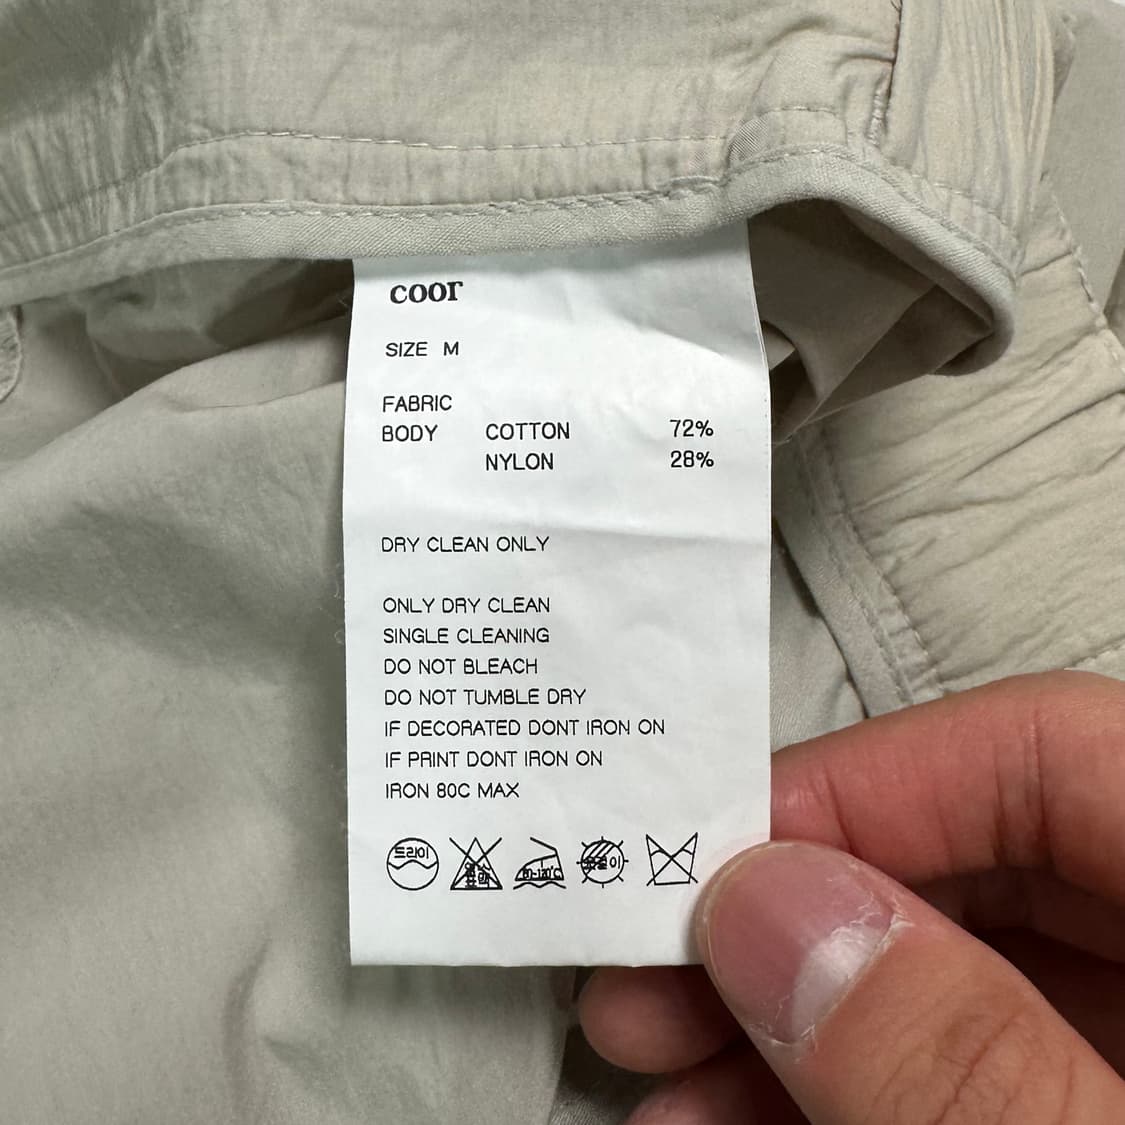 coor
SIZE M
FABRIC
BODY COTTON 72%
NYLON 28%
DRY CLEAN ONLY
ONLY DRY CLEAN
SINGLE CLEANING
DO NOT BLEACH
DO NOT TUMBLE DRY
IF DECORATED DONT IRON ON
IF PRINT DONT IRON ON
IRON 80C MAX
드라이 80-120°C